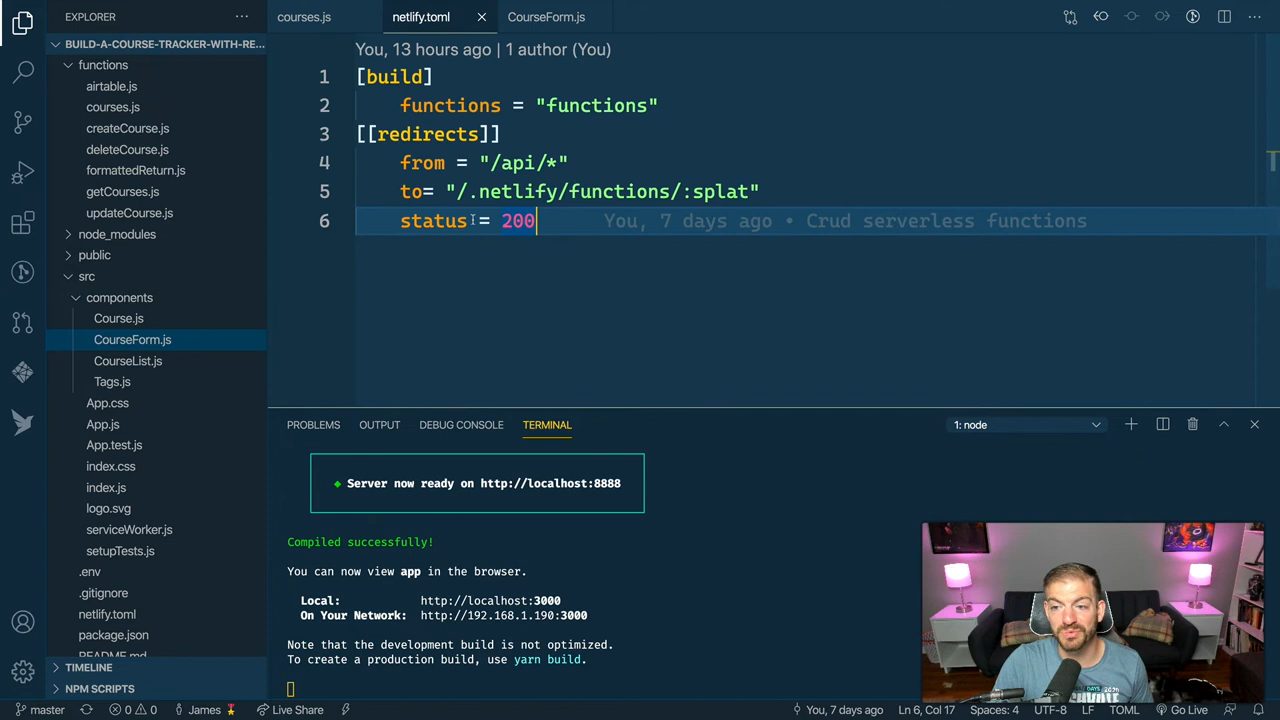 EXPLORER
BUILD-A-COURSE-TRACKER-WITH-RE...
functions
airtable.js
courses.js
createCourse.js
deleteCourse.js
formattedReturn.js
getCourses.js
updateCourse.js
node_modules
public
src
components
Course.js
CourseForm.js
CourseList.js
Tags.js
App.css
App.js
App.test.js
index.css
index.js
logo.svg
serviceWorker.js
setupTests.js
.env
.gitignore
netlify.toml
package.json
README.md
TIMELINE
NPM SCRIPTS
courses.js netlify.toml CourseForm.js
You, 13 hours ago | 1 author (You)
1 [build]
2 functions = "functions"
3 [[redirects]]
4 from = "/api/*"
5 to= "/.netlify/functions/:splat"
6 status = 200 You, 7 days ago • Crud serverless functions
PROBLEMS OUTPUT DEBUG CONSOLE TERMINAL 1: node
Server now ready on http://localhost:8888
Compiled successfully!
You can now view app in the browser.
Local: http://localhost:3000
On Your Network: http://192.168.1.190:3000
Note that the development build is not optimized.
To create a production build, use yarn build.
master 0 0 James Live Share You, 7 days ago Ln 6, Col 17 Spaces: 4 UTF-8 LF TOML Go Live